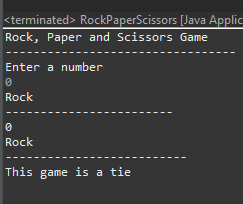 <terminated> RockPaperScissors [Java Applic
Rock, Paper and Scissors Game
----------------------------------
Enter a number
0
Rock
-------------------------
0
Rock
---------------------------
This game is a tie